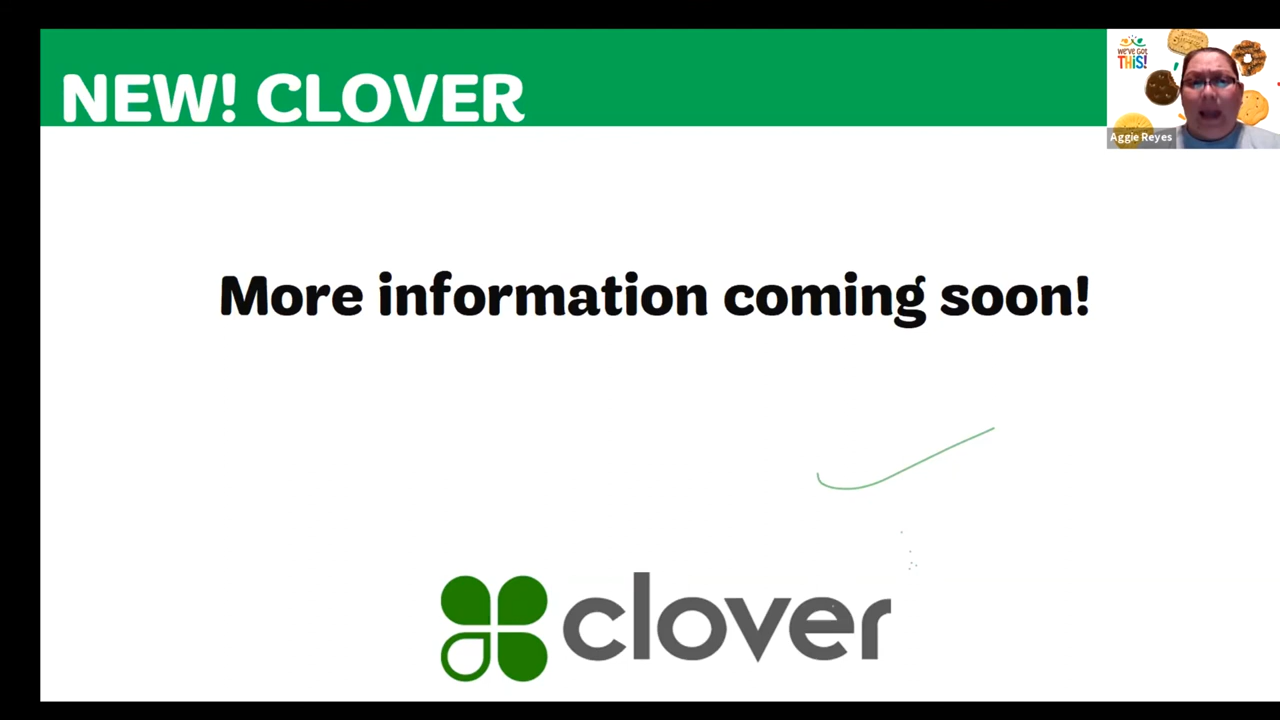 NEW! CLOVER
WE'VE GOT
THIS!
Aggie Reyes
More information coming soon!
clover